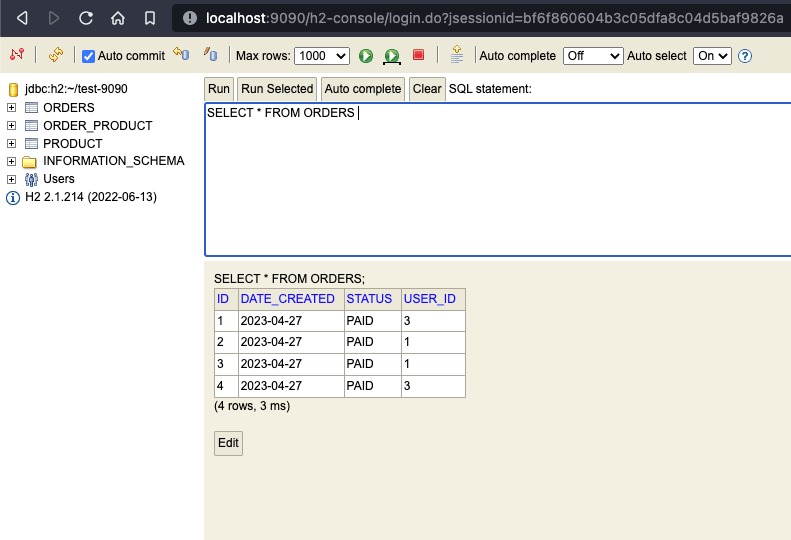 localhost:9090/h2-console/login.do?jsessionid=bf6f860604b3c05dfa8c04d5baf9826a
Auto commit Max rows: 1000 Auto complete Off Auto select On
jdbc:h2:~/test-9090
ORDERS
ORDER_PRODUCT
PRODUCT
INFORMATION_SCHEMA
Users
H2 2.1.214 (2022-06-13)
Run Run Selected Auto complete Clear SQL statement:
SELECT * FROM ORDERS
SELECT * FROM ORDERS;
ID DATE_CREATED STATUS USER_ID
1 2023-04-27 PAID 3
2 2023-04-27 PAID 1
3 2023-04-27 PAID 1
4 2023-04-27 PAID 3
(4 rows, 3 ms)
Edit